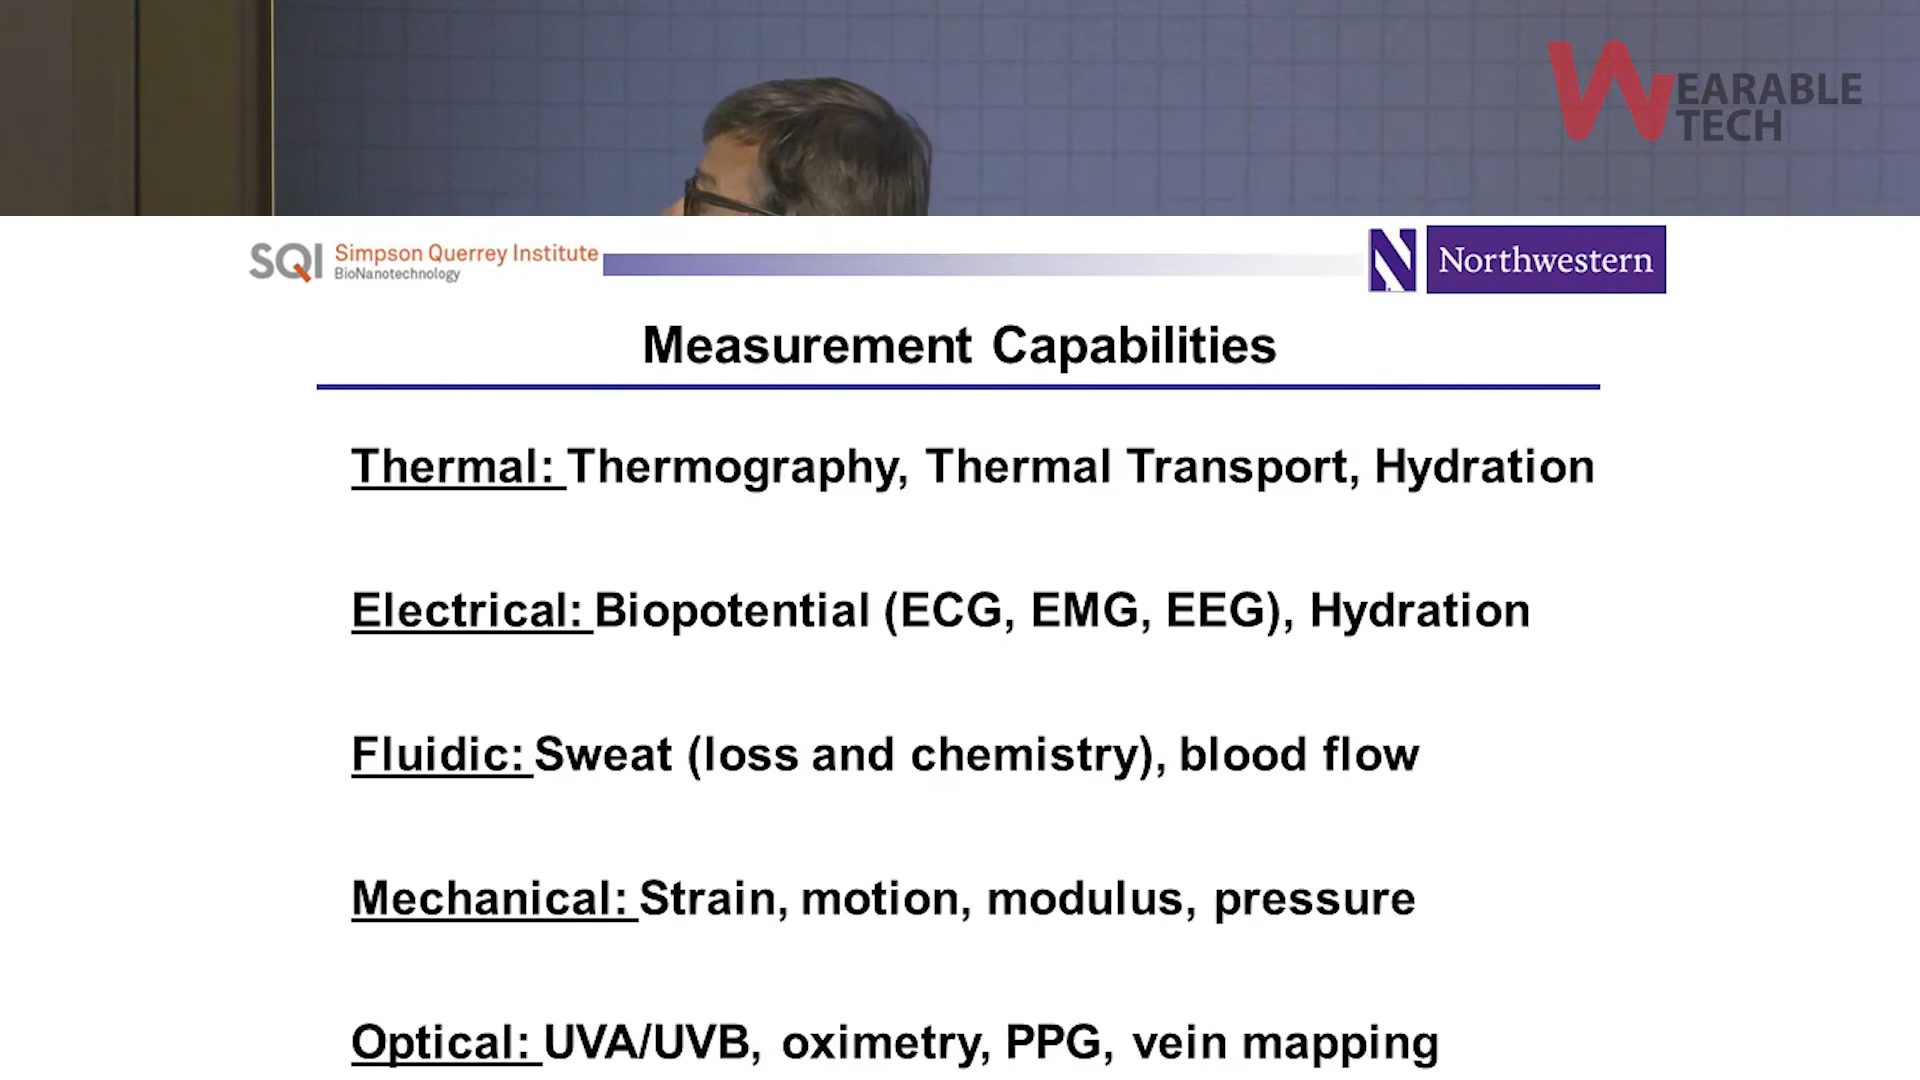 WEARABLE
TECH
SQI Simpson Querrey Institute
BioNanotechnology
N Northwestern
Measurement Capabilities
Thermal: Thermography, Thermal Transport, Hydration
Electrical: Biopotential (ECG, EMG, EEG), Hydration
Fluidic: Sweat (loss and chemistry), blood flow
Mechanical: Strain, motion, modulus, pressure
Optical: UVA/UVB, oximetry, PPG, vein mapping